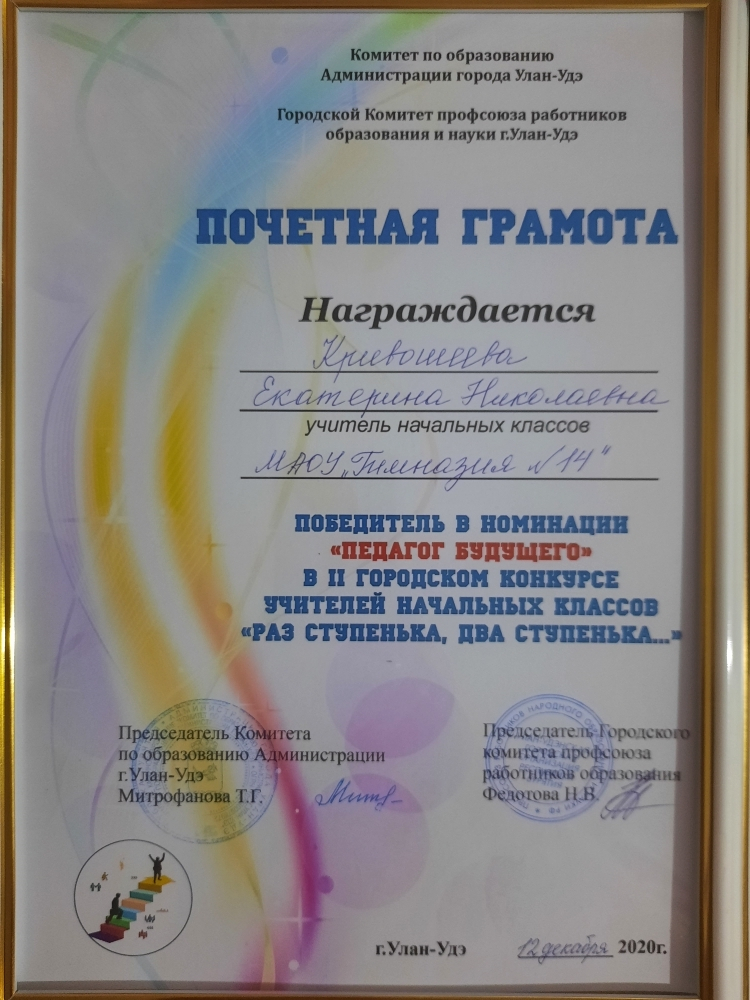 Комитет по образованию
Администрации города Улан-Удэ
Городской Комитет профсоюза работников
образования и науки г.Улан-Удэ
ПОЧЕТНАЯ ГРАМОТА
Награждается
Кривошеева
Екатерина Николаевна
учитель начальных классов
МАОУ „Гимназия №14"
ПОБЕДИТЕЛЬ В НОМИНАЦИИ
«ПЕДАГОГ БУДУЩЕГО»
В II ГОРОДСКОМ КОНКУРСЕ
УЧИТЕЛЕЙ НАЧАЛЬНЫХ КЛАССОВ
«РАЗ СТУПЕНЬКА, ДВА СТУПЕНЬКА...»
Председатель Комитета
по образованию Администрации
г.Улан-Удэ
Митрофанова Т.Г.
Председатель Городского
комитета профсоюза
работников образования
Федотова Н.В.
г.Улан-Удэ 12 декабря 2020г.